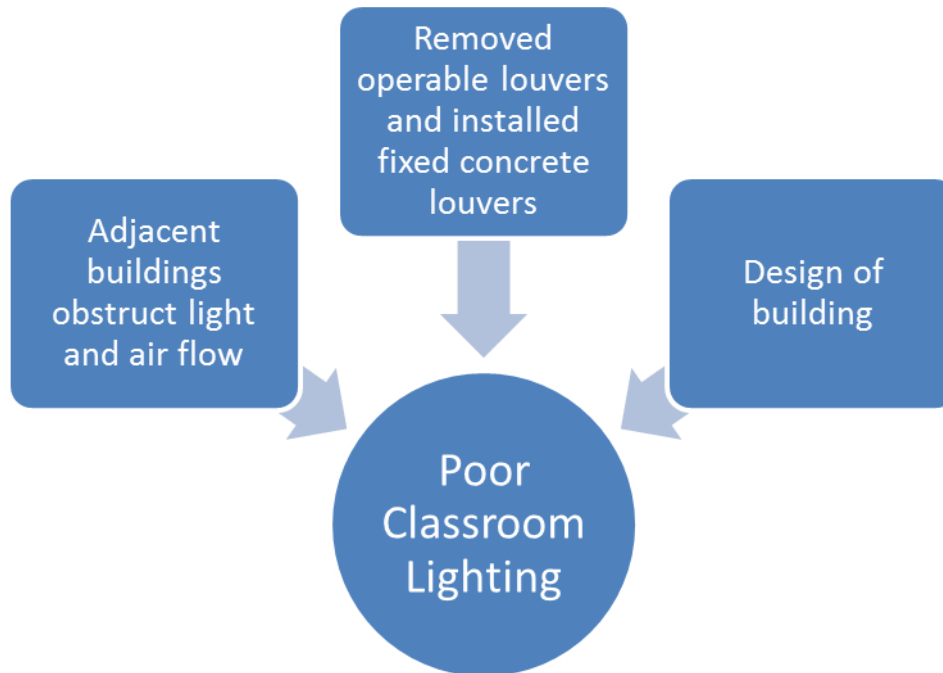 Removed
operable louvers
and installed
fixed concrete
louvers
Adjacent
buildings
obstruct light
and air flow
Design of
building
Poor
Classroom
Lighting